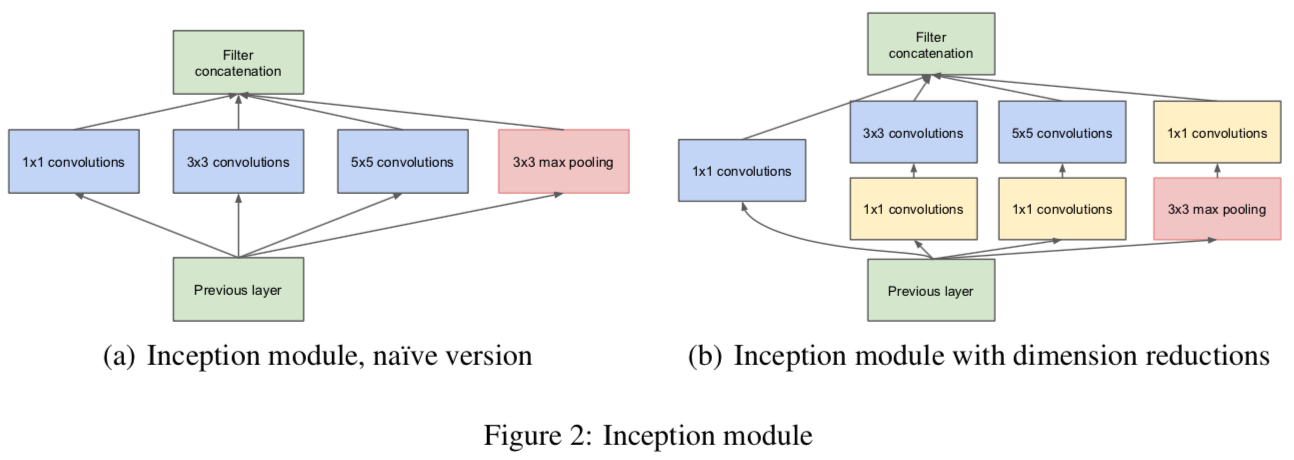 Filter
concatenation
1x1 convolutions
3x3 convolutions
5x5 convolutions
3x3 max pooling
Previous layer
(a) Inception module, naïve version
Filter
concatenation
1x1 convolutions
3x3 convolutions
5x5 convolutions
1x1 convolutions
1x1 convolutions
1x1 convolutions
3x3 max pooling
Previous layer
(b) Inception module with dimension reductions
Figure 2: Inception module